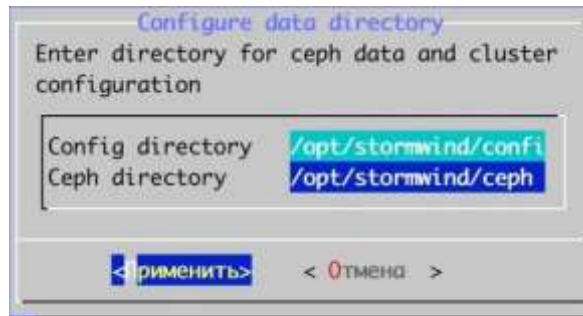 Configure data directory
Enter directory for ceph data and cluster
configuration
Config directory /opt/stormwind/confi
Ceph directory /opt/stormwind/ceph
<Применить> < Отмена >